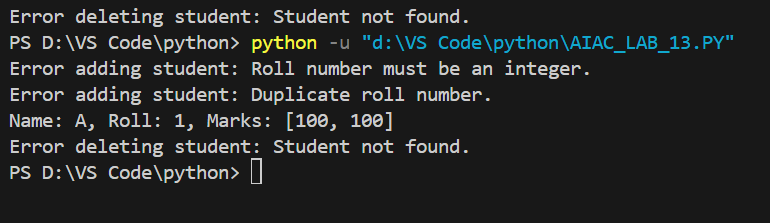 Error deleting student: Student not found.
PS D:\VS Code\python> python -u "d:\VS Code\python\AIAC_LAB_13.PY"
Error adding student: Roll number must be an integer.
Error adding student: Duplicate roll number.
Name: A, Roll: 1, Marks: [100, 100]
Error deleting student: Student not found.
PS D:\VS Code\python>